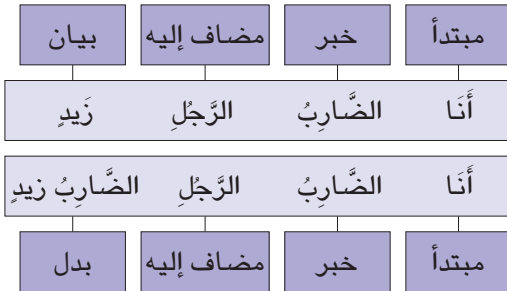 مبتدأ خبر مضاف إليه بيان
أَنَا الضَّارِبُ الرَّجُلِ زَيدٍ
أَنَا الضَّارِبُ الرَّجُلِ الضَّارِبُ زيدٍ
مبتدأ خبر مضاف إليه بدل